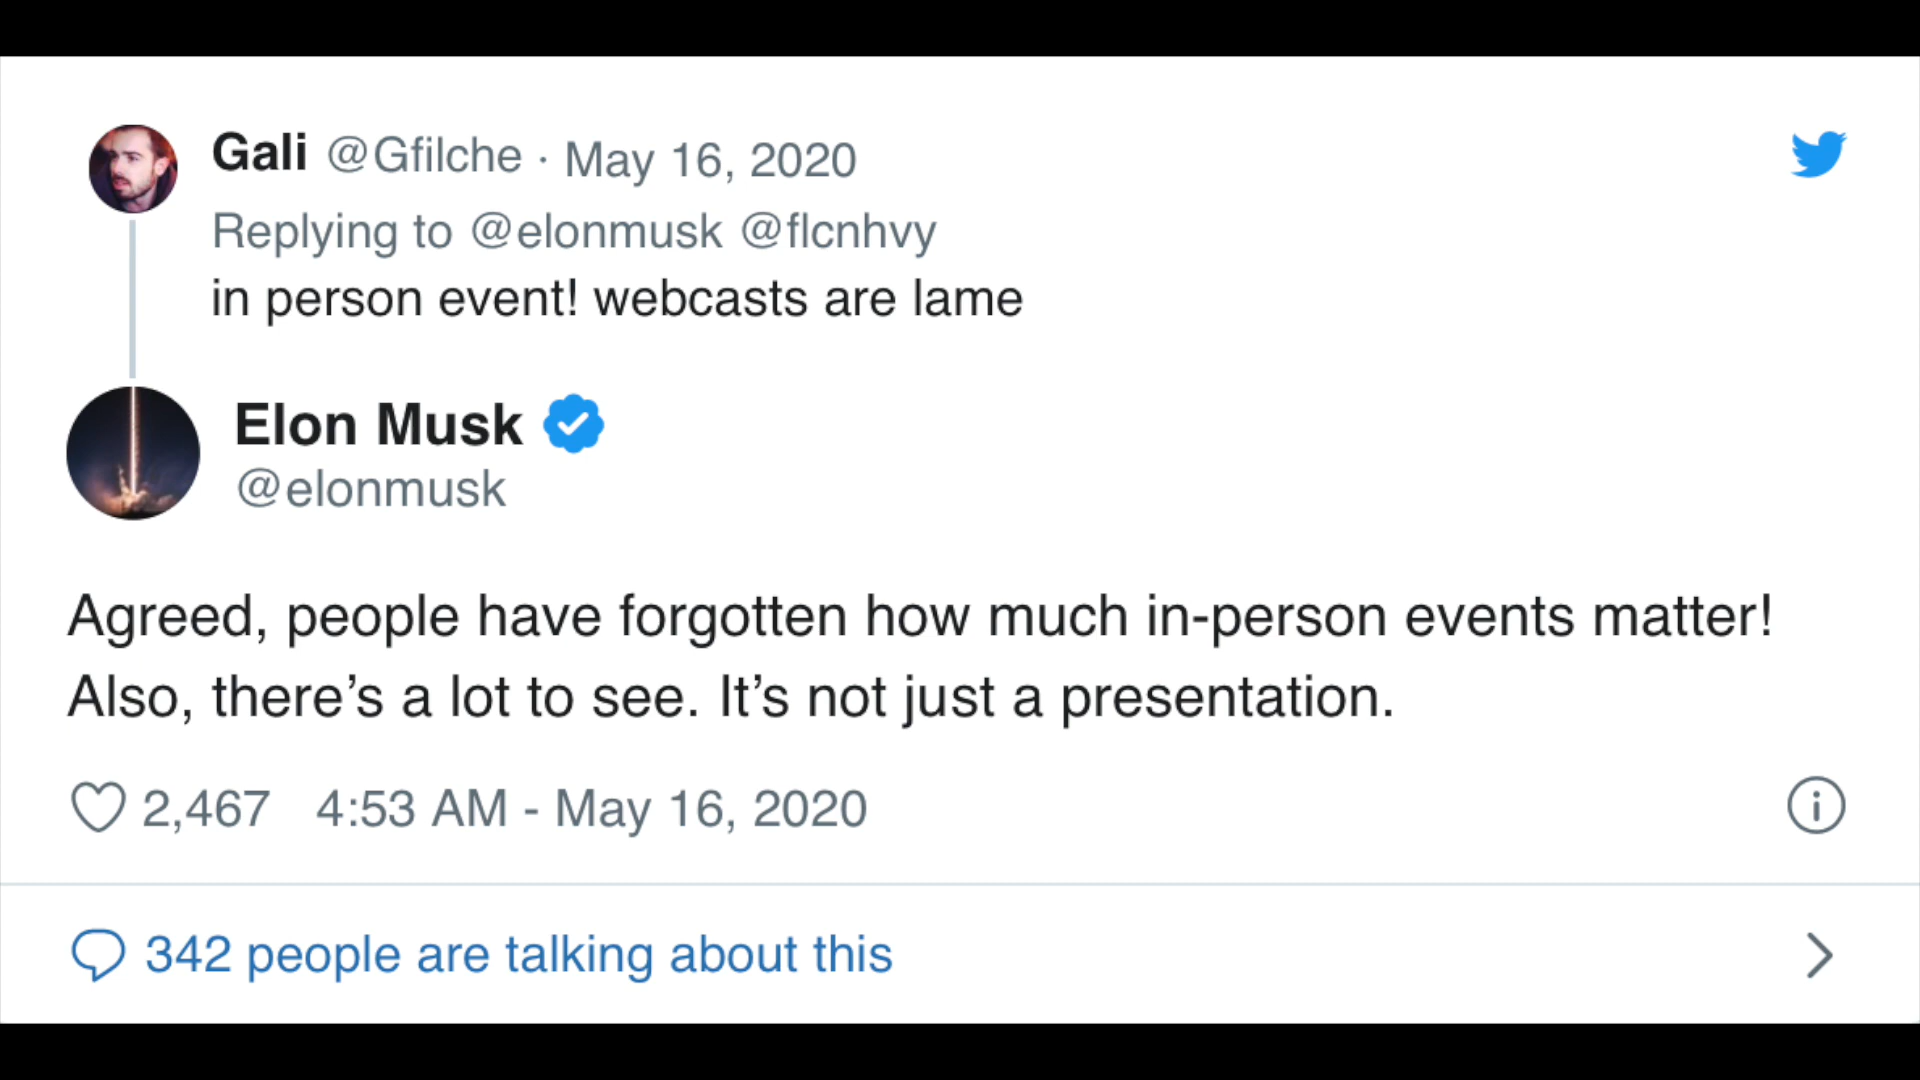 Gali @Gfilche · May 16, 2020
Replying to @elonmusk @flcnhvy
in person event! webcasts are lame
Elon Musk
@elonmusk
Agreed, people have forgotten how much in-person events matter!
Also, there’s a lot to see. It’s not just a presentation.
2,467 4:53 AM - May 16, 2020
342 people are talking about this